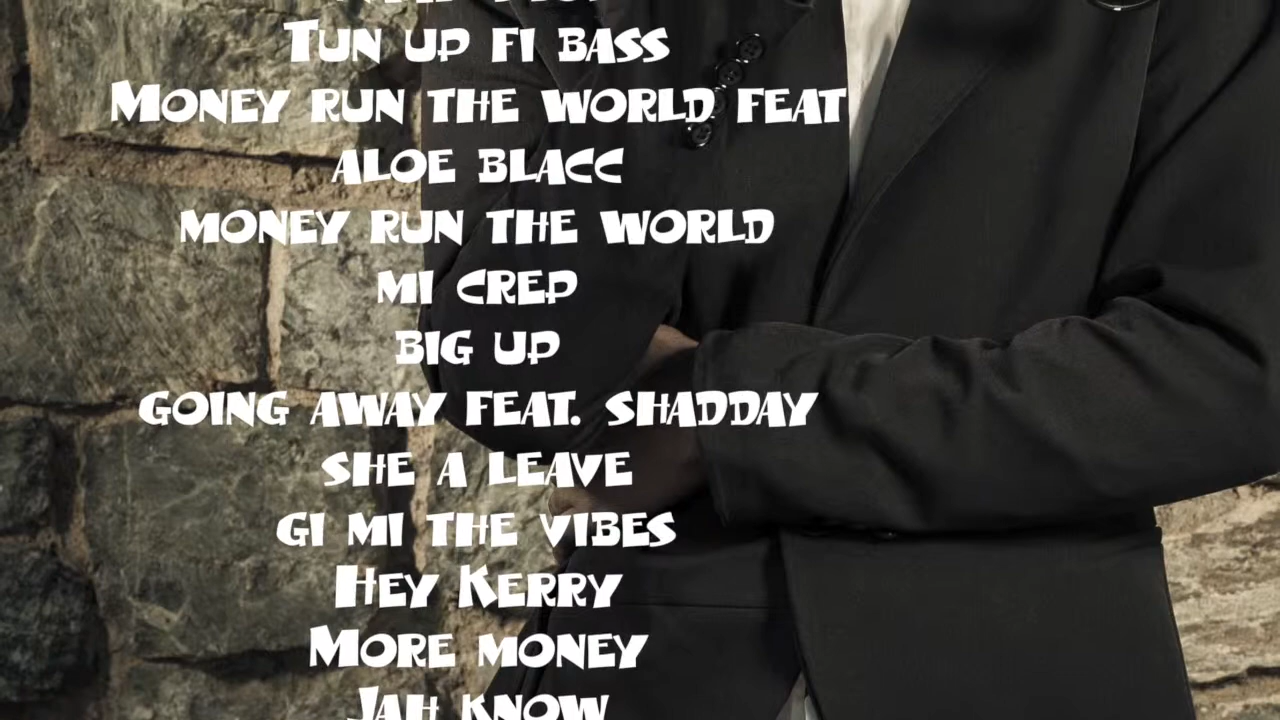 Tun up fi bass
Money run the world feat
aloe blacc
money run the world
mi crep
big up
going away feat. shadday
she a leave
gi mi the vibes
Hey Kerry
More money
Jah know